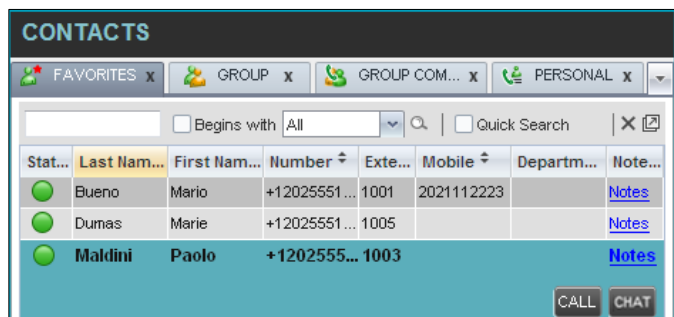 CONTACTS
FAVORITES x GROUP x GROUP COM... x PERSONAL x
Begins with All Quick Search
Stat... Last Nam... First Nam... Number Exte... Mobile Departm... Note...
Bueno Mario +12025551... 1001 2021112223 Notes
Dumas Marie +12025551... 1005 Notes
Maldini Paolo +1202555... 1003 Notes
CALL CHAT